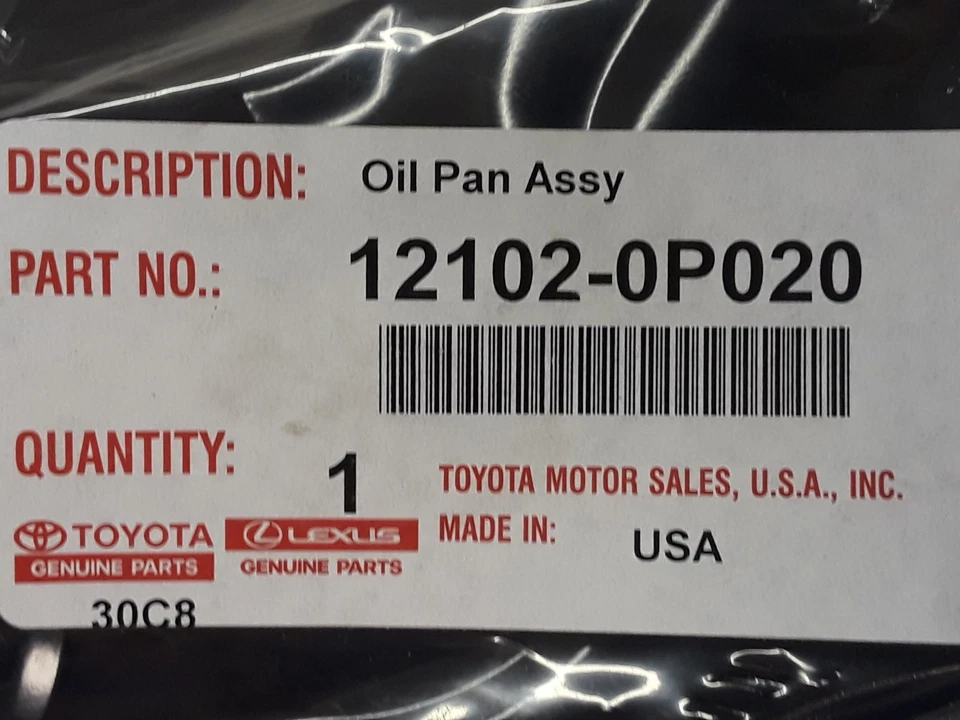 DESCRIPTION: Oil Pan Assy
PART NO.: 12102-0P020
QUANTITY: 1
TOYOTA MOTOR SALES, U.S.A., INC.
MADE IN: USA
TOYOTA LEXUS
GENUINE PARTS GENUINE PARTS
30C8